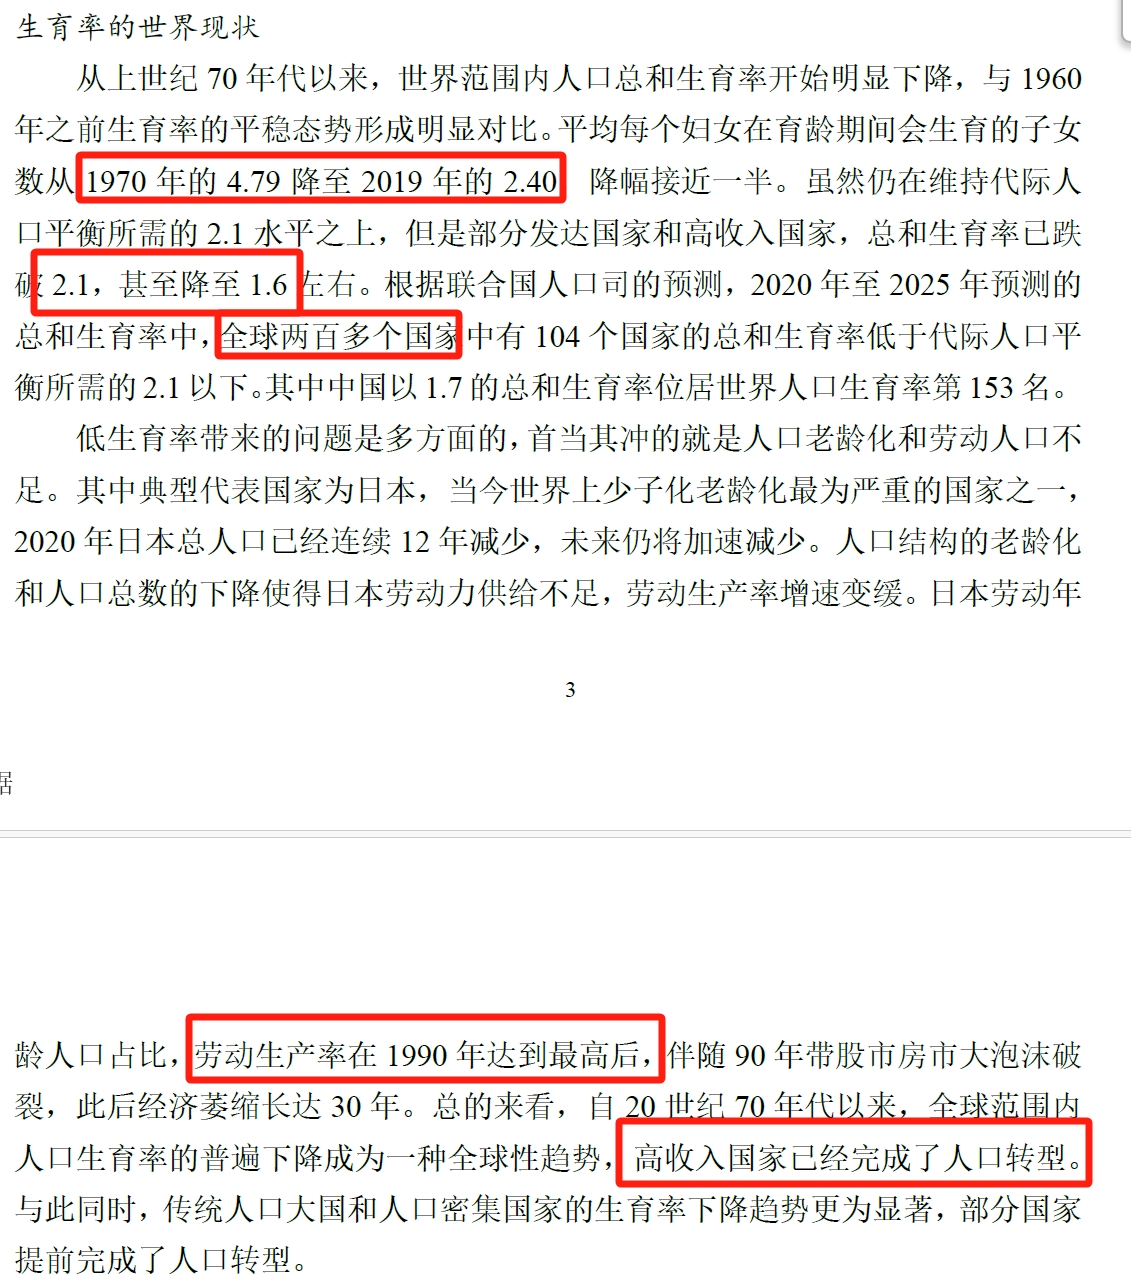 生育率的世界现状
从上世纪 70 年代以来，世界范围内人口总和生育率开始明显下降，与 1960
年之前生育率的平稳态势形成明显对比。平均每个妇女在育龄期间会生育的子女
数从 1970 年的 4.79 降至 2019 年的 2.40 降幅接近一半。虽然仍在维持代际人
口平衡所需的 2.1 水平之上，但是部分发达国家和高收入国家，总和生育率已跌
破 2.1，甚至降至 1.6 左右。根据联合国人口司的预测，2020 年至 2025 年预测的
总和生育率中，全球两百多个国家中有 104 个国家的总和生育率低于代际人口平
衡所需的 2.1 以下。其中中国以 1.7 的总和生育率位居世界人口生育率第 153 名。
低生育率带来的问题是多方面的，首当其冲的就是人口老龄化和劳动人口不
足。其中典型代表国家为日本，当今世界上少子化老龄化最为严重的国家之一，
2020 年日本总人口已经连续 12 年减少，未来仍将加速减少。人口结构的老龄化
和人口总数的下降使得日本劳动力供给不足，劳动生产率增速变缓。日本劳动年
3
据
龄人口占比，劳动生产率在 1990 年达到最高后，伴随 90 年带股市房市大泡沫破
裂，此后经济萎缩长达 30 年。总的来看，自 20 世纪 70 年代以来，全球范围内
人口生育率的普遍下降成为一种全球性趋势，高收入国家已经完成了人口转型。
与此同时，传统人口大国和人口密集国家的生育率下降趋势更为显著，部分国家
提前完成了人口转型。